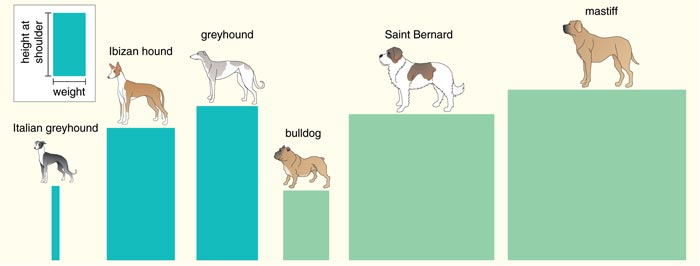 height at
shoulder
weight
Italian greyhound
Ibizan hound
greyhound
bulldog
Saint Bernard
mastiff